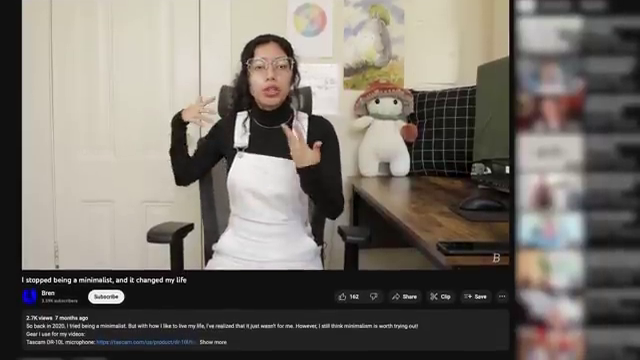 B
I stopped being a minimalist, and it changed my life
Bren
subscribers
Subscribe
162
Share
Clip
Save
2.7K views 7 months ago
So back in 2020, I tried being a minimalist. But with how I like to live my life, I've realized that it just wasn't for me. However, I still think minimalism is worth trying out!
Gear I use for my videos:
Tascam DR-10L microphone: Show more